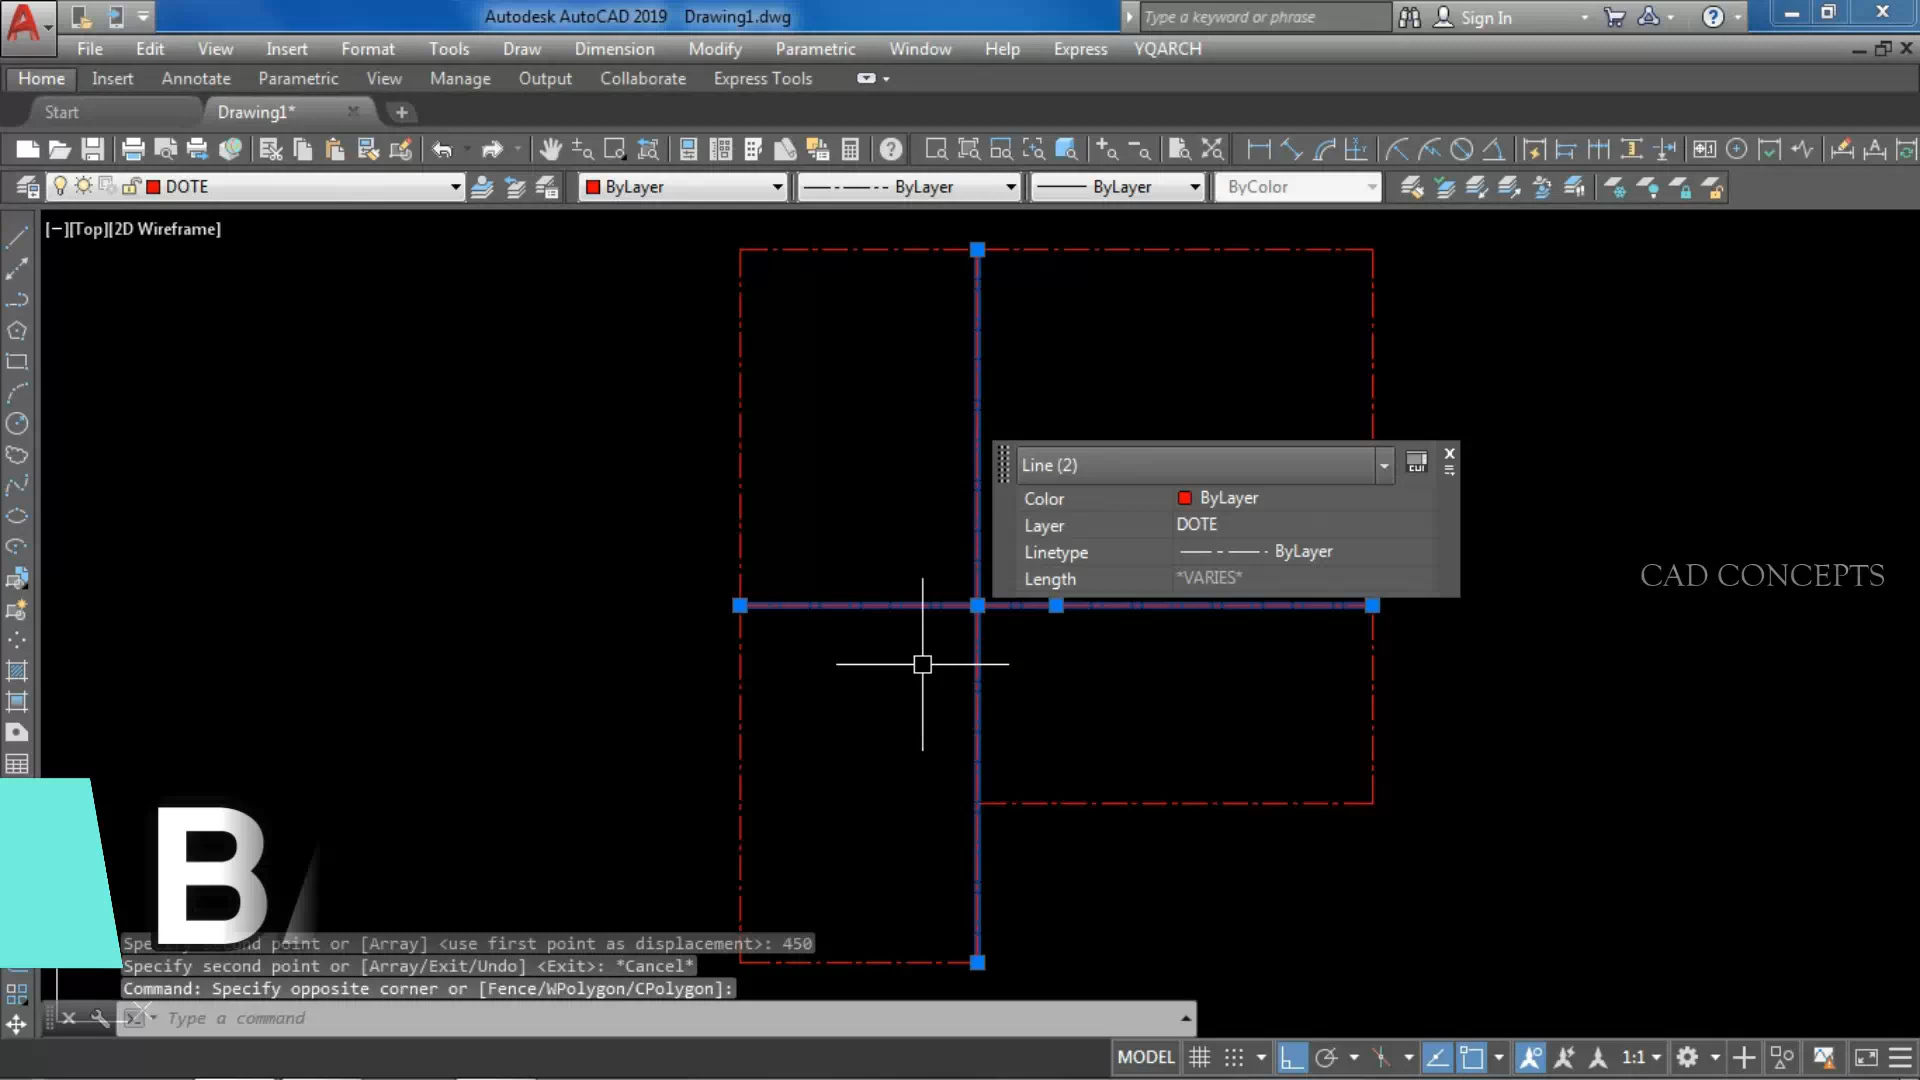 Autodesk AutoCAD 2019 Drawing1.dwg
Type a keyword or phrase
Sign In
File Edit View Insert Format Tools Draw Dimension Modify Parametric Window Help Express YQARCH
Home Insert Annotate Parametric View Manage Output Collaborate Express Tools
Start Drawing1*
DOTE ByLayer ByLayer ByLayer ByColor
[−][Top][2D Wireframe]
Line (2)
CUI
Color ByLayer
Layer DOTE
Linetype ByLayer
Length *VARIES*
CAD CONCEPTS
B
Specify second point or [Array] <use first point as displacement>: 450
Specify second point or [Array/Exit/Undo] <Exit>: *Cancel*
Command: Specify opposite corner or [Fence/WPolygon/CPolygon]:
Type a command
MODEL 1:1